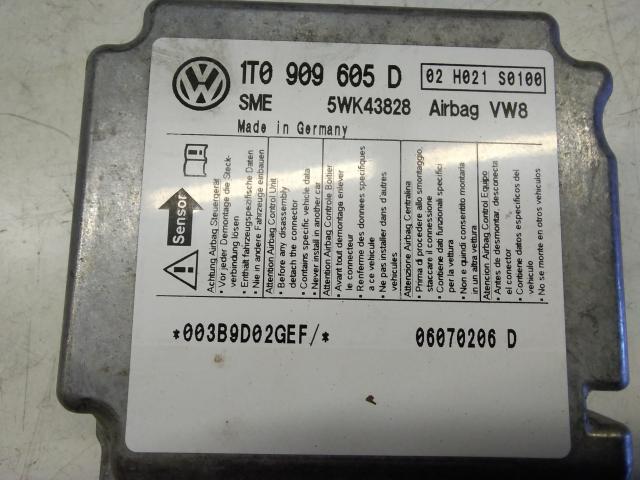 1T0 909 605 D
02 H021 S0100
SME 5WK43828 Airbag VW8
Made in Germany
Sensor
Achtung Airbag Steuergerät
• Vor jeder Demontage die Steck-
verbindung lösen
• Enthält fahrzeugspezifische Daten
• Nie in andere Fahrzeuge einbauen
Attention Airbag Control Unit
• Before any disassembly
detach the connector
• Contains specific vehicle data
• Never install in another car
Attention Airbag Controle Boitier
• Avant tout démontage enlever
le connecteur
• Renferme des données specifiques
a ce vehicule
• Ne pas installer dans d'autres
vehicules
Attenzione Airbag Centralina
• Prima di procedere allo smontaggio,
staccare il connessione
• Contiene dati funzionali specifici
per la vettura
• Non e quindi consentito montarla
in un altra vettura
Atencion Airbag Control Equipo
• Antes de desmontar, desconecta
el conector
• Contiene datos específicos del
vehículo
• No se monte en otros vehículos
*003B9D02GEF/*
06070206 D